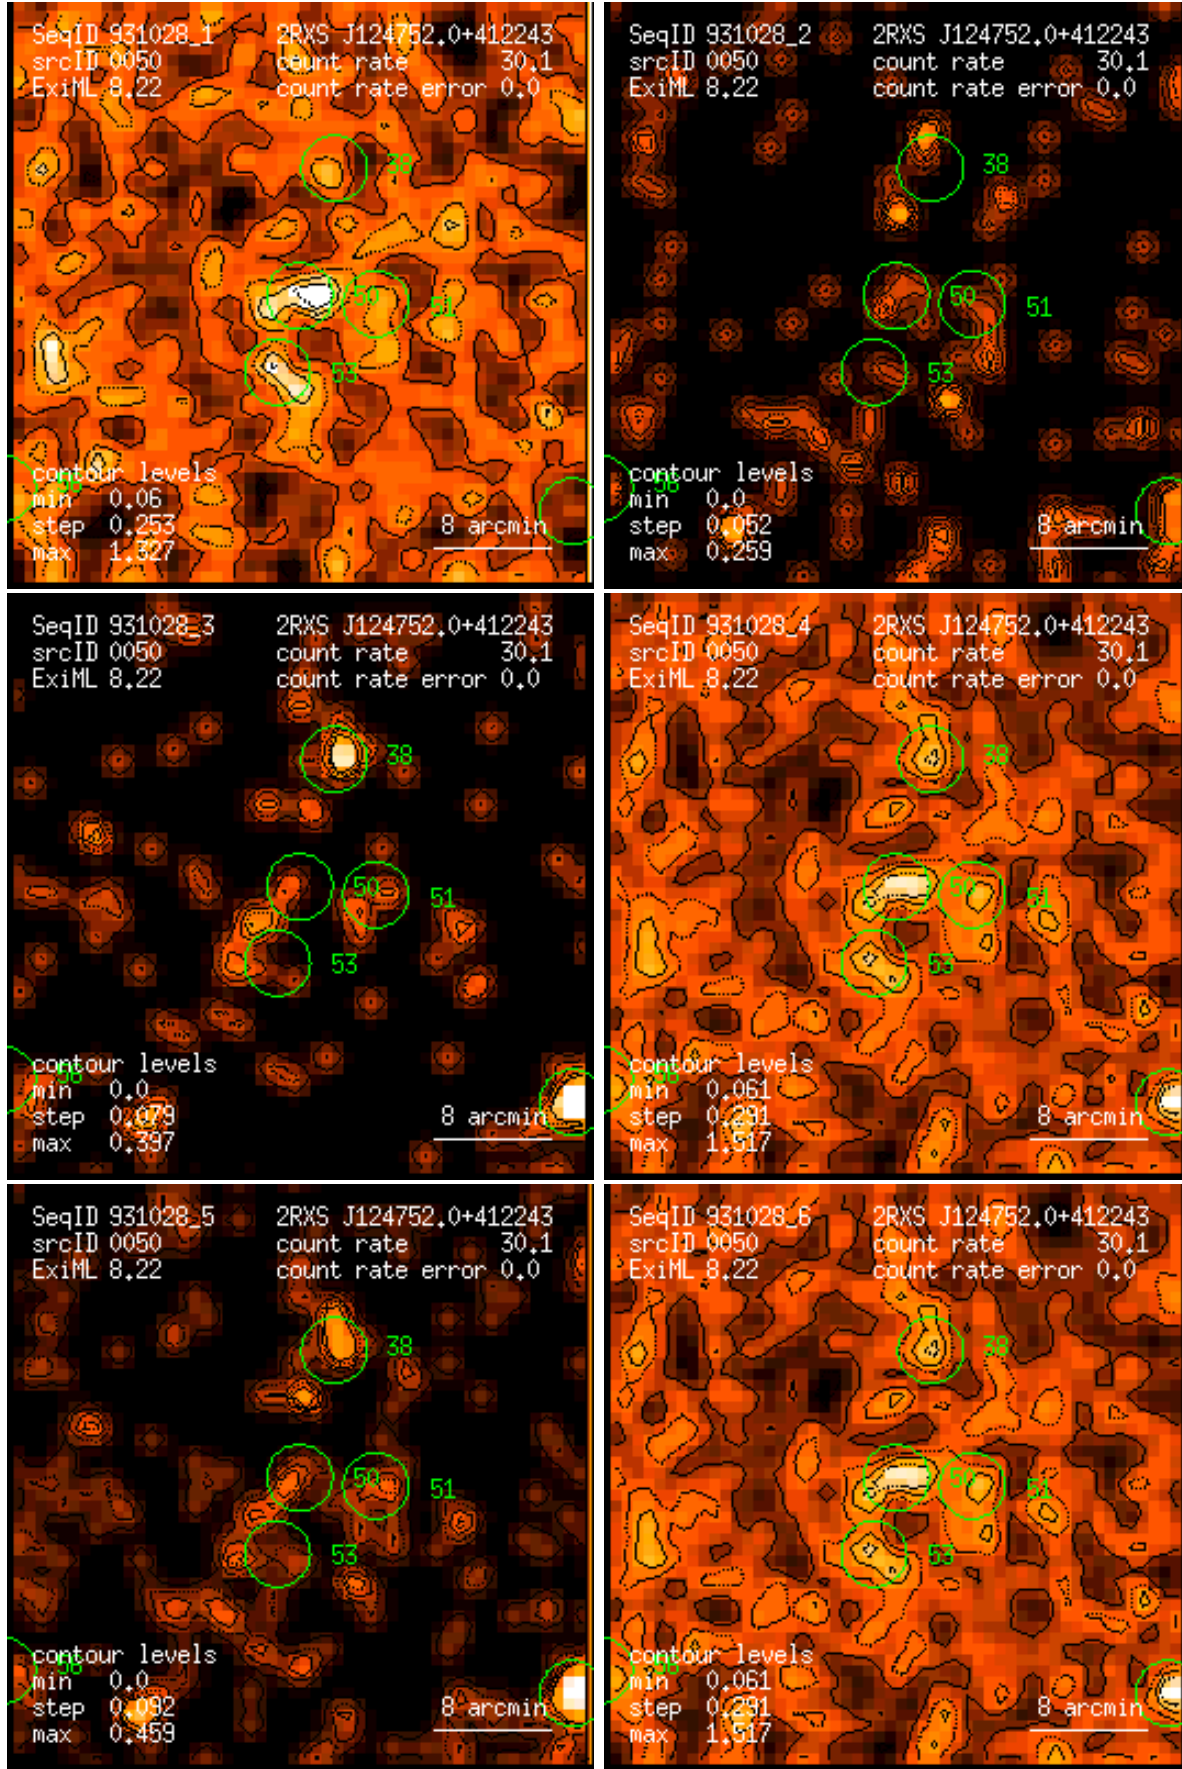 SeqID 931028_1 2RXS J124752.0+412243
srcID 0050 count rate 30.1
ExiML 8.22 count rate error 0.0
38
50
51
53
56
contour levels
min 0.06
step 0.253
max 1.327
8 arcmin
SeqID 931028_2 2RXS J124752.0+412243
srcID 0050 count rate 30.1
ExiML 8.22 count rate error 0.0
38
50
51
53
56
contour levels
min 0.0
step 0.052
max 0.259
8 arcmin
SeqID 931028_3 2RXS J124752.0+412243
srcID 0050 count rate 30.1
ExiML 8.22 count rate error 0.0
38
50
51
53
56
contour levels
min 0.0
step 0.079
max 0.397
8 arcmin
SeqID 931028_4 2RXS J124752.0+412243
srcID 0050 count rate 30.1
ExiML 8.22 count rate error 0.0
38
50
51
53
56
contour levels
min 0.061
step 0.291
max 1.517
8 arcmin
SeqID 931028_5 2RXS J124752.0+412243
srcID 0050 count rate 30.1
ExiML 8.22 count rate error 0.0
38
50
51
53
56
contour levels
min 0.0
step 0.092
max 0.459
8 arcmin
SeqID 931028_6 2RXS J124752.0+412243
srcID 0050 count rate 30.1
ExiML 8.22 count rate error 0.0
38
50
51
53
56
contour levels
min 0.061
step 0.291
max 1.517
8 arcmin